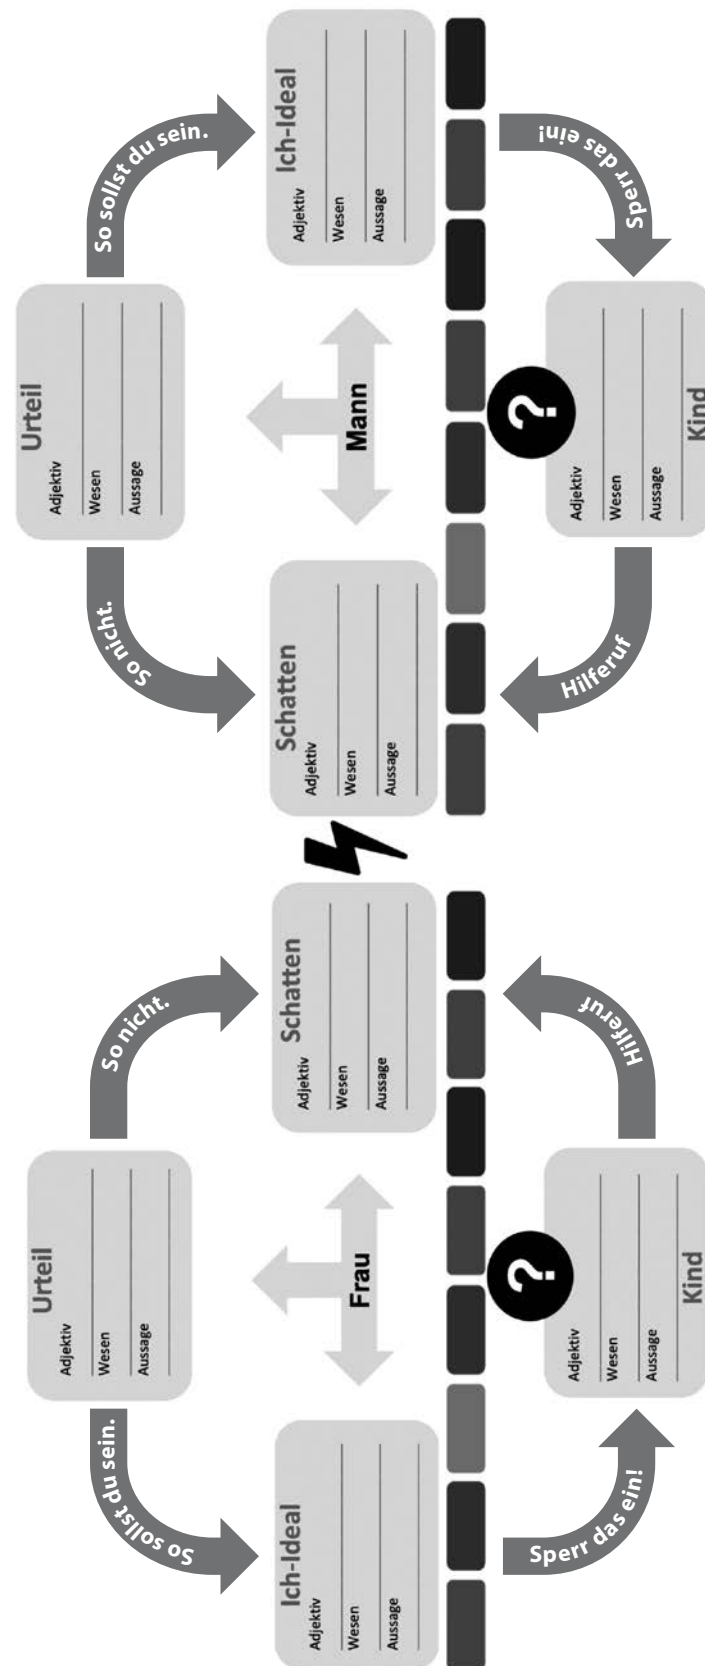 Urteil
Adjektiv
Wesen
Aussage
So sollst du sein.
So nicht.
Ich-Ideal
Adjektiv
Wesen
Aussage
Frau
Schatten
Adjektiv
Wesen
Aussage
Sperr das ein!
?
Hilferuf
Adjektiv
Wesen
Aussage
Kind
Urteil
Adjektiv
Wesen
Aussage
So nicht.
So sollst du sein.
Schatten
Adjektiv
Wesen
Aussage
Mann
Ich-Ideal
Adjektiv
Wesen
Aussage
Hilferuf
?
Sperr das ein!
Adjektiv
Wesen
Aussage
Kind